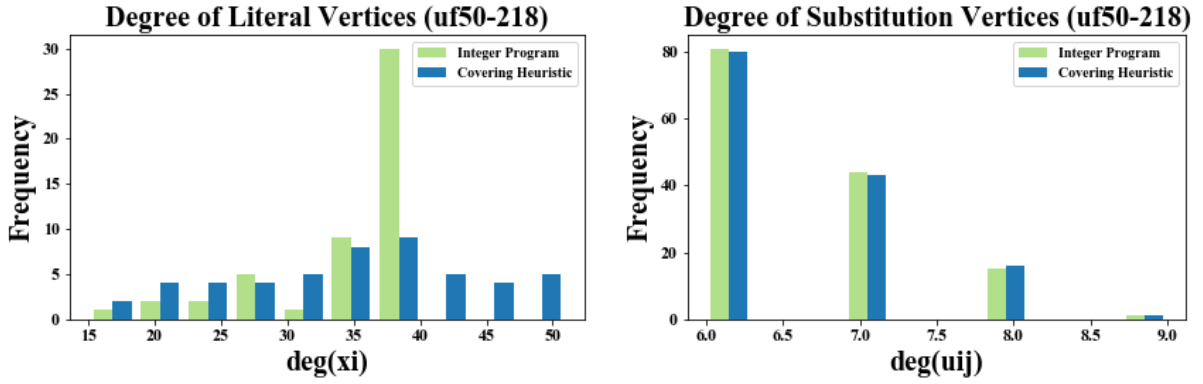 Degree of Literal Vertices (uf50-218)
30
25
20
15
10
5
0
Frequency
Integer Program
Covering Heuristic
15 20 25 30 35 40 45 50
deg(xi)
Degree of Substitution Vertices (uf50-218)
80
60
40
20
0
Frequency
Integer Program
Covering Heuristic
6.0 6.5 7.0 7.5 8.0 8.5 9.0
deg(uij)